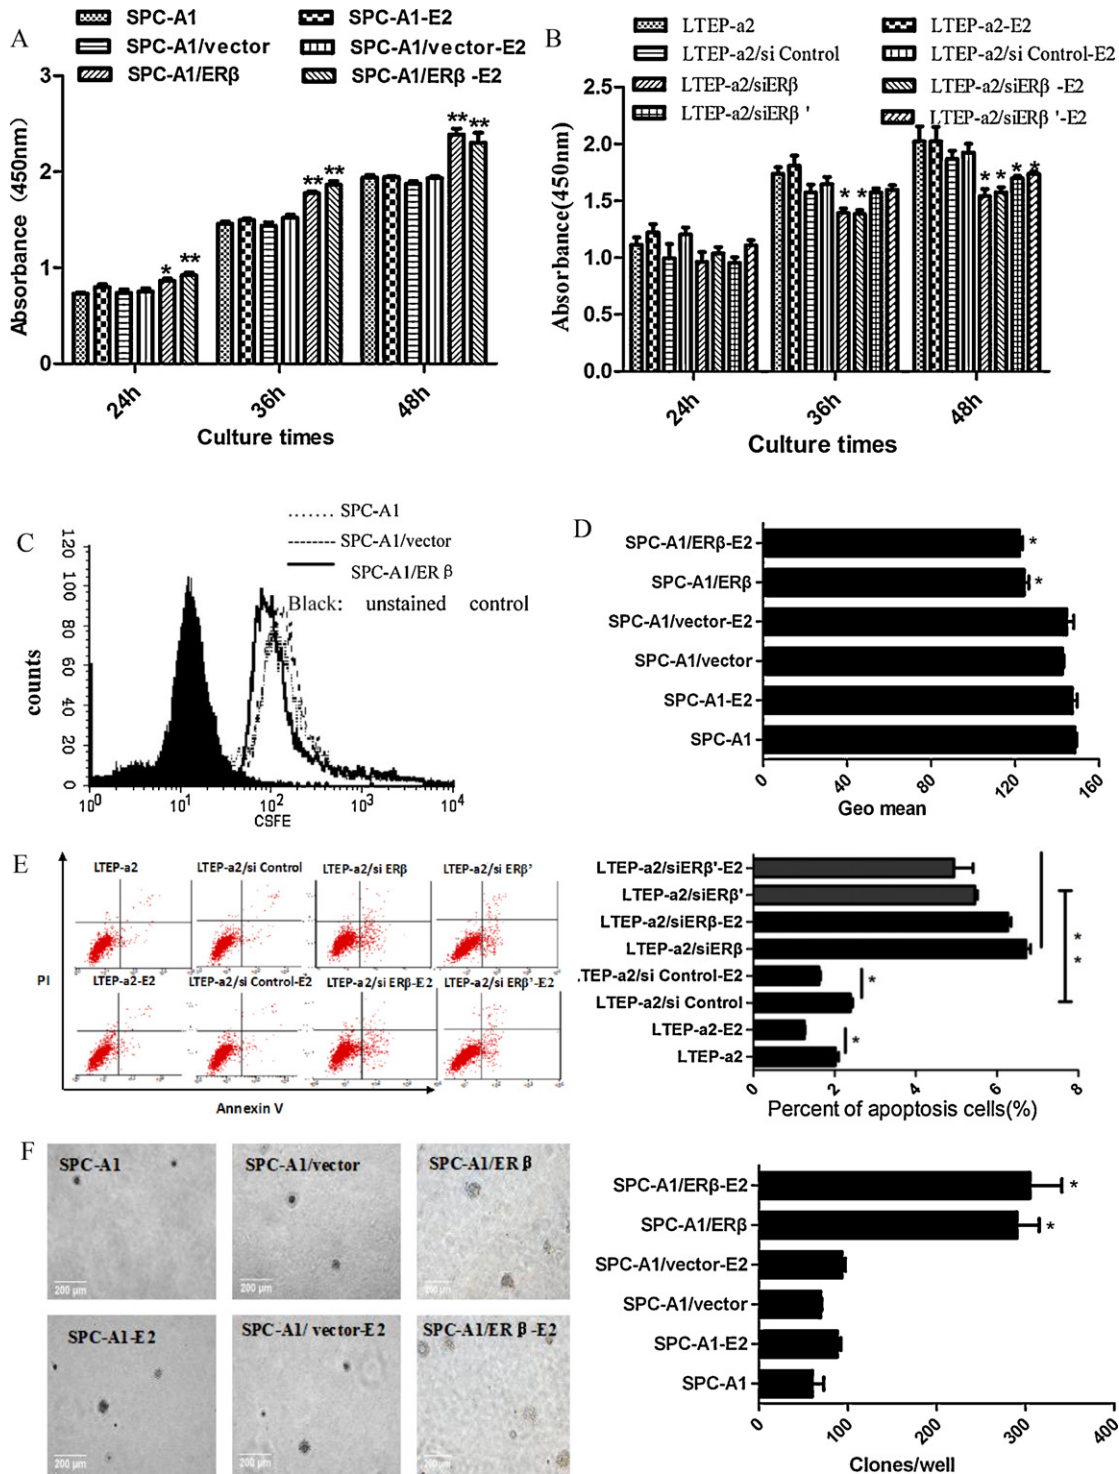 A
SPC-A1
SPC-A1-E2
SPC-A1/vector
SPC-A1/vector-E2
SPC-A1/ERβ
SPC-A1/ERβ -E2
Absorbance (450nm)
3
2
1
0
*
**
**
**
**
**
24h
36h
48h
Culture times
B
LTEP-a2
LTEP-a2-E2
LTEP-a2/si Control
LTEP-a2/si Control-E2
LTEP-a2/siERβ
LTEP-a2/siERβ -E2
LTEP-a2/siERβ '
LTEP-a2/siERβ '-E2
Absorbance(450nm)
2.5
2.0
1.5
1.0
0.5
0.0
* *
* * * *
24h
36h
48h
Culture times
C
SPC-A1
SPC-A1/vector
SPC-A1/ER β
Black: unstained control
counts
120
100
80
60
40
20
0
10⁰ 10¹ 10² 10³ 10⁴
CSFE
D
SPC-A1/ERβ-E2
*
SPC-A1/ERβ
*
SPC-A1/vector-E2
SPC-A1/vector
SPC-A1-E2
SPC-A1
0 40 80 120 160
Geo mean
E
LTEP-a2
LTEP-a2/si Control
LTEP-a2/si ERβ
LTEP-a2/si ERβ'
PI
LTEP-a2-E2
LTEP-a2/si Control-E2
LTEP-a2/si ERβ-E2
LTEP-a2/si ERβ'-E2
Annexin V
LTEP-a2/siERβ'-E2
LTEP-a2/siERβ'
LTEP-a2/siERβ-E2
LTEP-a2/siERβ
.TEP-a2/si Control-E2
LTEP-a2/si Control
LTEP-a2-E2
LTEP-a2
*
*
*
*
0 2 4 6 8
Percent of apoptosis cells(%)
F
SPC-A1
200 μm
SPC-A1/vector
200 μm
SPC-A1/ER β
200 μm
SPC-A1-E2
200 μm
SPC-A1/ vector-E2
200 μm
SPC-A1/ER β -E2
200 μm
SPC-A1/ERβ-E2
*
SPC-A1/ERβ
*
SPC-A1/vector-E2
SPC-A1/vector
SPC-A1-E2
SPC-A1
0 100 200 300 400
Clones/well